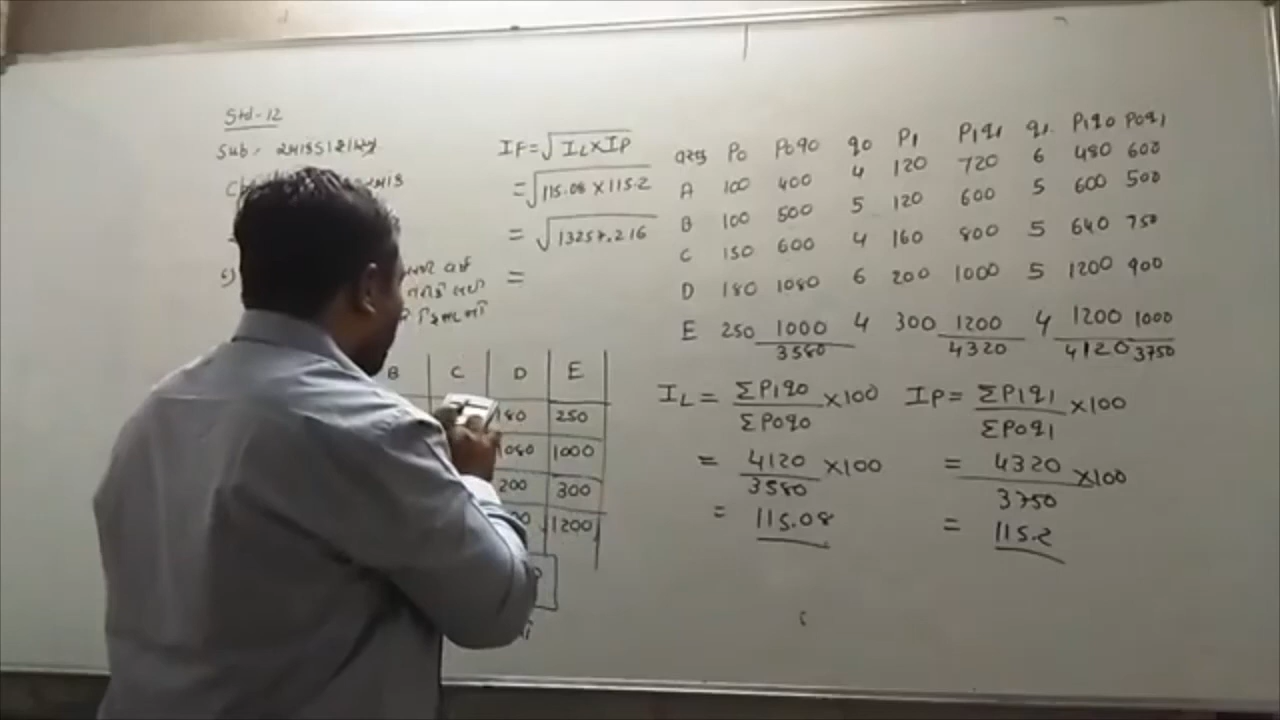 Std-12
Sub:- આંકડાશાસ્ત્ર
IF = √IL×IP
= √115.08 × 115.2
= √13257.216
=
વસ્તુ P0 P0q0 q0 P1 P1q1 q1 P1q0 P0q1
A 100 400 4 120 720 6 480 600
B 100 500 5 120 600 5 600 500
C 150 600 4 160 800 5 640 750
D 180 1080 6 200 1000 5 1200 900
E 250 1000 4 300 1200 4 1200 1000
3580 4320 4120 3750
B C D E
180 250
1080 1000
200 300
1200
IL = ΣP1q0 / ΣP0q0 ×100
= 4120 / 3580 ×100
= 115.08
IP = ΣP1q1 / ΣP0q1 ×100
= 4320 / 3750 ×100
= 115.2